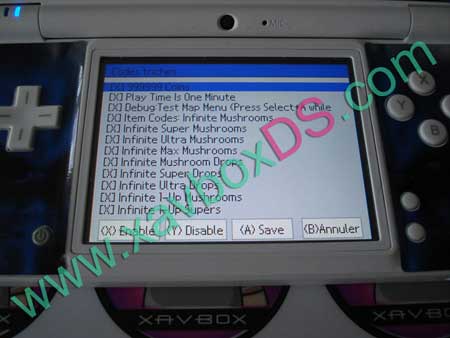 MIC.
Codes triches
[X] 999999 Coins
[X] Play Time Is One Minute
[X] Debug Test Map Menu (Press Select+A while
[X] Item Codes: Infinite Mushrooms
[X] Infinite Super Mushrooms
[X] Infinite Ultra Mushrooms
[X] Infinite Max Mushrooms
[X] Infinite Mushroom Drops
[X] Infinite Super Drops
[X] Infinite Ultra Drops
[X] Infinite 1-Up Mushrooms
[X] Infinite 1-Up Supers
(X) Enable (Y) Disable (A) Save (B)Annuler
X
Y
B
www.xavboxDS.com
XAVBOX XAVBOX